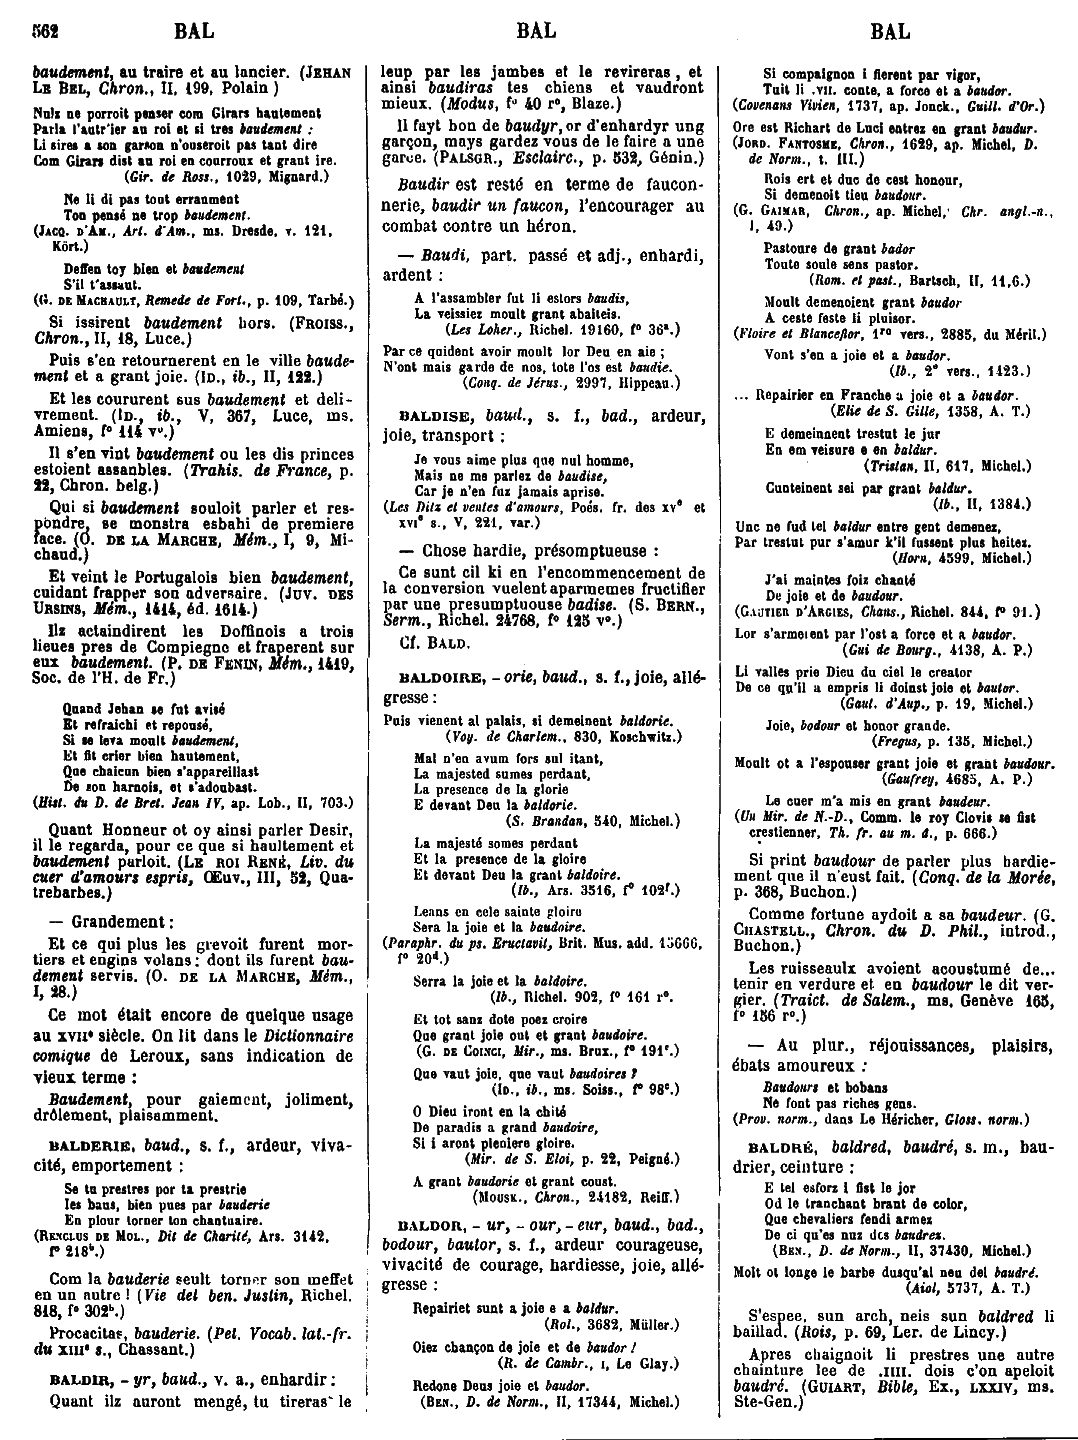 562 BAL BAL BAL
baudement, au traire et au lancier. (JEHAN
LE BEL, Chron., II, 199, Polain)
Nulz ne porroit penser com Girars hautement
Parla l'autr'ier au roi et si tres baudement :
Li sires a son garson n'ouseroit pas tant dire
Com Girars dist au roi en courroux et grant ire.
(Gir. de Ross., 1029, Mignard.)
Ne li di pas tout erraument
Ton pensé ne trop baudement.
(JACQ. D'AM., Art. d'Am., ms. Dresde, v. 121,
Kört.)
Deffen toy bien et baudement
S'il t'assaut.
(G. DE MACHAULT, Remede de Fort., p. 109, Tarbé.)
Si issirent baudement hors. (FROISS.,
Chron., II, 18, Luce.)
Puis s'en retournerent en le ville baude-
ment et a grant joie. (ID., ib., II, 122.)
Et les coururent sus baudement et deli-
vrement. (ID., ib., V, 367, Luce, ms.
Amiens, f° 114 v°.)
Il s'en vint baudement ou les dis princes
estoient assanbles. (Trahis. de France, p.
22, Chron. belg.)
Qui si baudement souloit parler et res-
pondre, se monstra esbahi de premiere
face. (O. DE LA MARCHE, Mém., I, 9, Mi-
chaud.)
Et veint le Portugalois bien baudement,
cuidant frapper son adversaire. (JUV. DES
URSINS, Mém., 1414, éd. 1614.)
Ilz actaindirent les Doffinois a trois
lieues pres de Compiegne et fraperent sur
eux baudement. (P. DE FENIN, Mém., 1419,
Soc. de l'H. de Fr.)
Quand Jehan se fut avisé
Et refraichi et reposé,
Si se leva moult baudement,
Et fit crier bien hautement,
Que chaicun bien s'appareillast
De son harnois, et s'adoubast.
(Hist. du D. de Bret. Jean IV, ap. Lob., II, 703.)
Quant Honneur ot oy ainsi parler Desir,
il le regarda, pour ce que si haultement et
baudement parloit. (LE ROI RENÉ, Liv. du
cuer d'amours espris, Œuv., III, 52, Qua-
trebarbes.)
— Grandement :
Et ce qui plus les grevoit furent mor-
tiers et engins volans ; dont ils furent bau-
dement servis. (O. DE LA MARCHE, Mém.,
I, 28.)
Ce mot était encore de quelque usage
au XVIIe siècle. On lit dans le Dictionnaire
comique de Leroux, sans indication de
vieux terme :
Baudement, pour gaiement, joliment,
drôlement, plaisamment.
BALDERIE, baud., s. f., ardeur, viva-
cité, emportement :
Se tu prestres por ta prestrie
Ies baus, bien pues par bauderie
En plour torner ton chantuaire.
(RENCLUS DE MOL., Dit de Charité, Ars. 3142,
f° 218b.)
Com la bauderie seult torner son meffet
en un autre ! (Vie del ben. Justin, Richel.
818, f° 302b.)
Procacitas, bauderie. (Pet. Vocab. lat.-fr.
du XIIIe s., Chassant.)
BALDIR, - yr, baud., v. a., enhardir :
Quant ilz auront mengé, tu tireras le
leup par les jambes et le revireras, et
ainsi baudiras tes chiens et vaudront
mieux. (Modus, f° 40 r°, Blaze.)
Il fayt bon de baudyr, or d'enhardyr ung
garçon, mays gardez vous de le faire a une
garce. (PALSGR., Esclairc., p. 532, Génin.)
Baudir est resté en terme de faucon-
nerie, baudir un faucon, l'encourager au
combat contre un héron.
— Baudi, part. passé et adj., enhardi,
ardent :
A l'assambler fut li estors baudis,
La veissiez moult grant abateis.
(Les Loher., Richel. 19160, f° 36a.)
Par ce quident avoir moult lor Deu en aie ;
N'ont mais garde de nos, tote l'os est baudie.
(Conq. de Jérus., 2997, Hippeau.)
BALDISE, baud., s. f., bad., ardeur,
joie, transport :
Je vous aime plus que nul homme,
Mais ne me parlez de baudise,
Car je n'en fuz jamais aprise.
(Les Ditz et ventes d'amours, Poés. fr. des XVe et
XVIe s., V, 221, var.)
— Chose hardie, présomptueuse :
Ce sunt cil ki en l'encommencement de
la conversion vuelent aparmemes fructifier
par une presumptuouse badise. (S. BERN.,
Serm., Richel. 24768, f° 125 v°.)
Cf. BALD.
BALDOIRE, - orie, baud., s. f., joie, allé-
gresse :
Puis vienent al palais, si demeinent baldorie.
(Voy. de Charlem., 830, Koschwitz.)
Mal n'en avum fors sul itant,
La majested sumes perdant,
La presence de la glorie
E devant Deu la baldorie.
(S. Brandan, 540, Michel.)
La majesté somes perdant
Et la presence de la gloire
Et devant Deu la grant baldoire.
(Ib., Ars. 3516, f° 102f.)
Leans en cele sainte gloire
Sera la joie et la baudoire.
(Paraphr. du ps. Eructavit, Brit. Mus. add. 15606,
f° 20d.)
Serra la joie et la baldoire.
(Ib., Richel. 902, f° 161 r°.
Et tot sanz dote poez croire
Que grant joie out et grant baudoire.
(G. DE COINCI, Mir., ms. Brux., f° 191c.)
Que vaut joie, que vaut baudoires ?
(ID., ib., ms. Soiss., f° 98c.)
O Dieu iront en la chité
De paradis a grand baudoire,
Si i aront pleniere gloire.
(Mir. de S. Eloi, p. 22, Peigné.)
A grant baudorie et grant coust.
(MOUSK., Chron., 24182, Reiff.)
BALDOR, - ur, - our, - eur, baud., bad.,
bodour, bautor, s. f., ardeur courageuse,
vivacité de courage, hardiesse, joie, allé-
gresse :
Repairiet sunt a joie e a baldur.
(Rol., 3682, Müller.)
Oiez chançon de joie et de baudor !
(R. de Cambr., I, Le Glay.)
Redone Deus joie et baudor.
(BEN., D. de Norm., II, 17344, Michel.)
Si compaignon i fierent par vigor,
Tuit li .VII. conte, a force et a baudor.
(Covenans Vivien, 1737, ap. Jonck., Guill. d'Or.)
Ore est Richart de Luci entrez en grant baudur.
(JORD. FANTOSME, Chron., 1629, ap. Michel, D.
de Norm., t. III.)
Rois ert et duc de cest honour,
Si demenoit tieu baudour.
(G. GAIMAR, Chron., ap. Michel, Chr. angl.-n.,
I, 49.)
Pastoure de grant bador
Toute soule sens pastor.
(Rom. et past., Bartsch, II, 11,6.)
Moult demenoient grant baudor
A ceste feste li pluisor.
(Floire et Blanceflor, 1re vers., 2885, du Méril.)
Vont s'en a joie et a baudor.
(Ib., 2e vers., 1423.)
... Repairier en Franche a joie et a baudor.
(Elie de S. Gille, 1358, A. T.)
E demeinent trestut le jur
En em veisure e en baldur.
(Tristan, II, 617, Michel.)
Cunteinent sei par grant baldur.
(Ib., II, 1384.)
Unc ne fud tel baldur entre gent demenez,
Par trestut pur s'amur k'il fussent plus heitez.
(Horn, 4599, Michel.)
J'ai maintes foiz chanté
De joie et de baudour.
(GAUTIER D'ARGIES, Chans., Richel. 844, f° 91.)
Lor s'armoient par l'ost a force et a baudor.
(Gui de Bourg., 4138, A. P.)
Li valles prie Dieu du ciel le creator
De ce qu'il a empris li doinst joie et bautor.
(Gaut. d'Aup., p. 19, Michel.)
Joie, bodour et honor grande.
(Fregus, p. 135, Michel.)
Moult ot a l'espouser grant joie et grant baudour.
(Gaufrey, 4685, A. P.)
Le cuer m'a mis en grant baudeur.
(Un Mir. de N.-D., Comm. le roy Clovis se fist
crestienner, Th. fr. au m. â., p. 666.)
Si print baudour de parler plus hardie-
ment que il n'eust fait. (Conq. de la Morée,
p. 368, Buchon.)
Comme fortune aydoit a sa baudeur. (G.
CHASTELL., Chron. du D. Phil., introd.,
Buchon.)
Les ruisseaulx avoient acoustumé de...
tenir en verdure et en baudour le dit ver-
gier. (Traict. de Salem., ms. Genève 165,
f° 156 r°.)
— Au plur., réjouissances, plaisirs,
ébats amoureux :
Baudours et bobans
Ne font pas riches gens.
(Prov. norm., dans Le Héricher, Gloss. norm.)
BALDRÉ, baldred, baudré, s. m., bau-
drier, ceinture :
E tel esforz i fist le jor
Od le tranchant brant de color,
Que chevaliers fendi armez
De ci qu'es nuz des baudrez.
(BEN., D. de Norm., II, 37430, Michel.)
Molt ot longe le barbe dusqu'al neu del baudré.
(Aiol, 5737, A. T.)
S'espee, sun arch, neis sun baldred li
baillad. (Rois, p. 69, Ler. de Lincy.)
Apres chaignoit li prestres une autre
chainture lee de .IIII. dois c'on apeloit
baudré. (GUIART, Bible, Ex., LXXIV, ms.
Ste-Gen.)